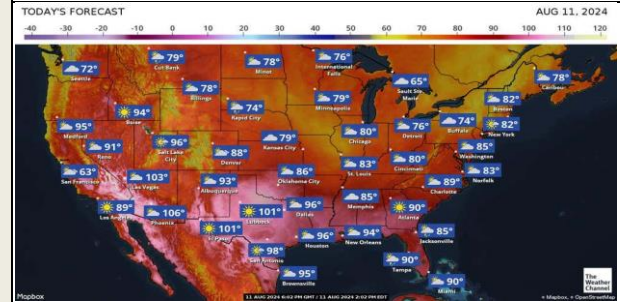 TODAY'S FORECAST
AUG 11, 2024
-40 -30 -20 -10 0 10 20 30 40 50 60 70 80 90 100 110 120
72°
Seattle
79°
Cut Bank
78°
Minot
76°
International
Falls
78°
Caribou
78°
Billings
65°
Sault Ste.
Marie
94°
Boise
74°
Rapid City
79°
Minneapolis
82°
Boston
95°
Medford
74°
Buffalo
82°
New York
91°
Reno
96°
Salt Lake
City
88°
Denver
79°
Kansas City
80°
Chicago
76°
Detroit
85°
Washington
63°
San Francisco
103°
Las Vegas
93°
Albuquerque
86°
Oklahoma City
83°
St. Louis
80°
Cincinnati
83°
Norfolk
89°
Charlotte
89°
Los Angeles
106°
Phoenix
101°
Lubbock
96°
Dallas
85°
Memphis
90°
Atlanta
101°
El Paso
98°
San Antonio
96°
Houston
94°
New Orleans
85°
Jacksonville
95°
Brownsville
90°
Tampa
90°
Miami
The
Weather
Channel
Mapbox
11 AUG 2024 6:02 PM GMT / 11 AUG 2024 2:02 PM EDT
© Mapbox, © OpenStreetMap